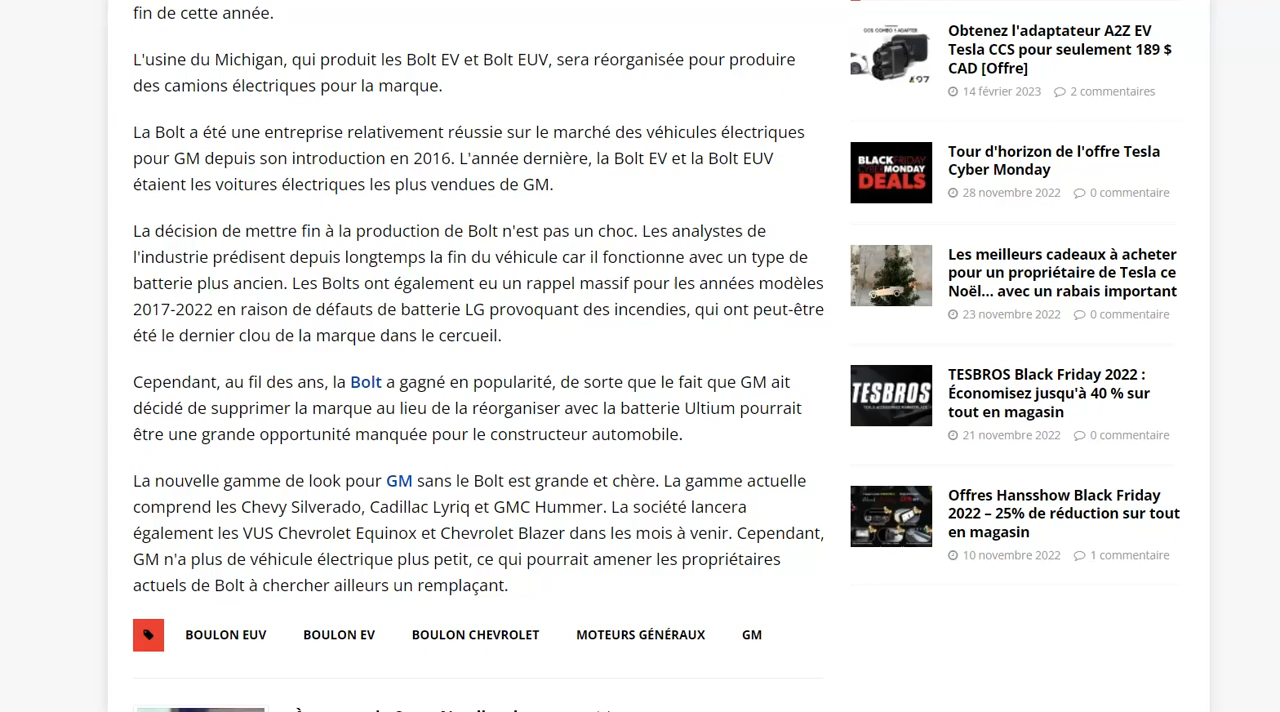 fin de cette année.
L'usine du Michigan, qui produit les Bolt EV et Bolt EUV, sera réorganisée pour produire
des camions électriques pour la marque.
La Bolt a été une entreprise relativement réussie sur le marché des véhicules électriques
pour GM depuis son introduction en 2016. L'année dernière, la Bolt EV et la Bolt EUV
étaient les voitures électriques les plus vendues de GM.
La décision de mettre fin à la production de Bolt n'est pas un choc. Les analystes de
l'industrie prédisent depuis longtemps la fin du véhicule car il fonctionne avec un type de
batterie plus ancien. Les Bolts ont également eu un rappel massif pour les années modèles
2017-2022 en raison de défauts de batterie LG provoquant des incendies, qui ont peut-être
été le dernier clou de la marque dans le cercueil.
Cependant, au fil des ans, la Bolt a gagné en popularité, de sorte que le fait que GM ait
décidé de supprimer la marque au lieu de la réorganiser avec la batterie Ultium pourrait
être une grande opportunité manquée pour le constructeur automobile.
La nouvelle gamme de look pour GM sans le Bolt est grande et chère. La gamme actuelle
comprend les Chevy Silverado, Cadillac Lyriq et GMC Hummer. La société lancera
également les VUS Chevrolet Equinox et Chevrolet Blazer dans les mois à venir. Cependant,
GM n'a plus de véhicule électrique plus petit, ce qui pourrait amener les propriétaires
actuels de Bolt à chercher ailleurs un remplaçant.
BOULON EUV BOULON EV BOULON CHEVROLET MOTEURS GÉNÉRAUX GM
CCS COMBO 1 ADAPTER
Obtenez l'adaptateur A2Z EV
Tesla CCS pour seulement 189 $
CAD [Offre]
14 février 2023 2 commentaires
BLACK FRIDAY
CYBER MONDAY
DEALS
Tour d'horizon de l'offre Tesla
Cyber Monday
28 novembre 2022 0 commentaire
Les meilleurs cadeaux à acheter
pour un propriétaire de Tesla ce
Noël... avec un rabais important
23 novembre 2022 0 commentaire
TESBROS
TESBROS Black Friday 2022 :
Économisez jusqu'à 40 % sur
tout en magasin
21 novembre 2022 0 commentaire
Offres Hansshow Black Friday
2022 – 25% de réduction sur tout
en magasin
10 novembre 2022 1 commentaire